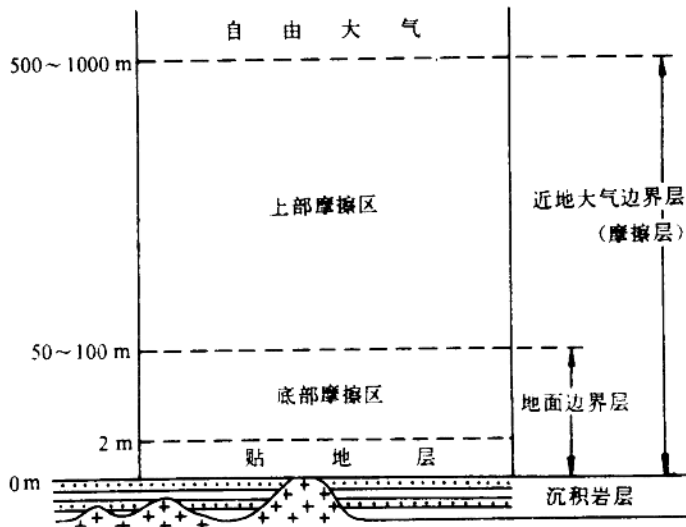 自由大气
500～1000 m
上部摩擦区
近地大气边界层
(摩擦层)
50～100 m
底部摩擦区
地面边界层
2 m
贴地层
0 m
沉积岩层